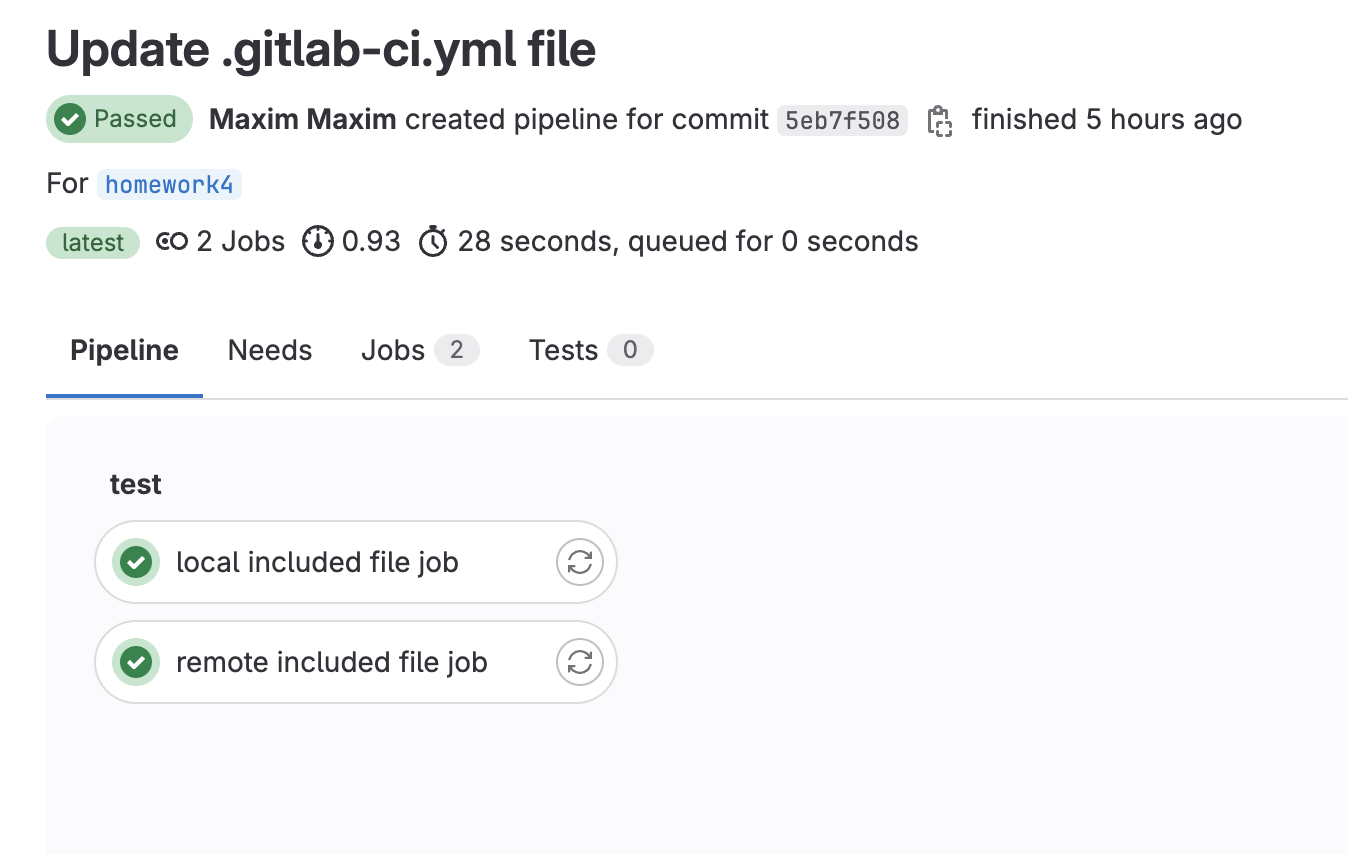 Update .gitlab-ci.yml file
Passed Maxim Maxim created pipeline for commit 5eb7f508 finished 5 hours ago
For homework4
latest 2 Jobs 0.93 28 seconds, queued for 0 seconds
Pipeline Needs Jobs 2 Tests 0
test
local included file job
remote included file job